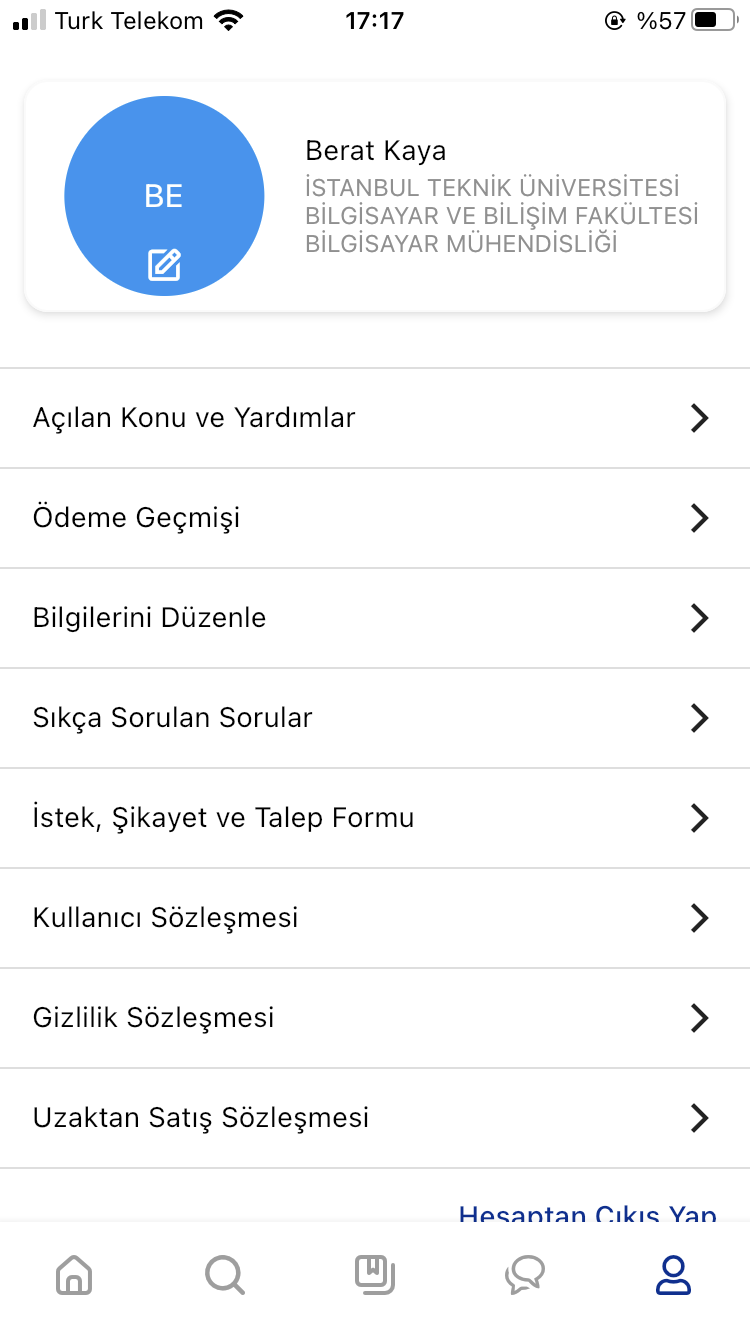 Turk Telekom 17:17 %57
Berat Kaya
İSTANBUL TEKNİK ÜNİVERSİTESİ
BİLGİSAYAR VE BİLİŞİM FAKÜLTESİ
BİLGİSAYAR MÜHENDİSLİĞİ
BE
Açılan Konu ve Yardımlar
Ödeme Geçmişi
Bilgilerini Düzenle
Sıkça Sorulan Sorular
İstek, Şikayet ve Talep Formu
Kullanıcı Sözleşmesi
Gizlilik Sözleşmesi
Uzaktan Satış Sözleşmesi
Hesaptan Çıkış Yap